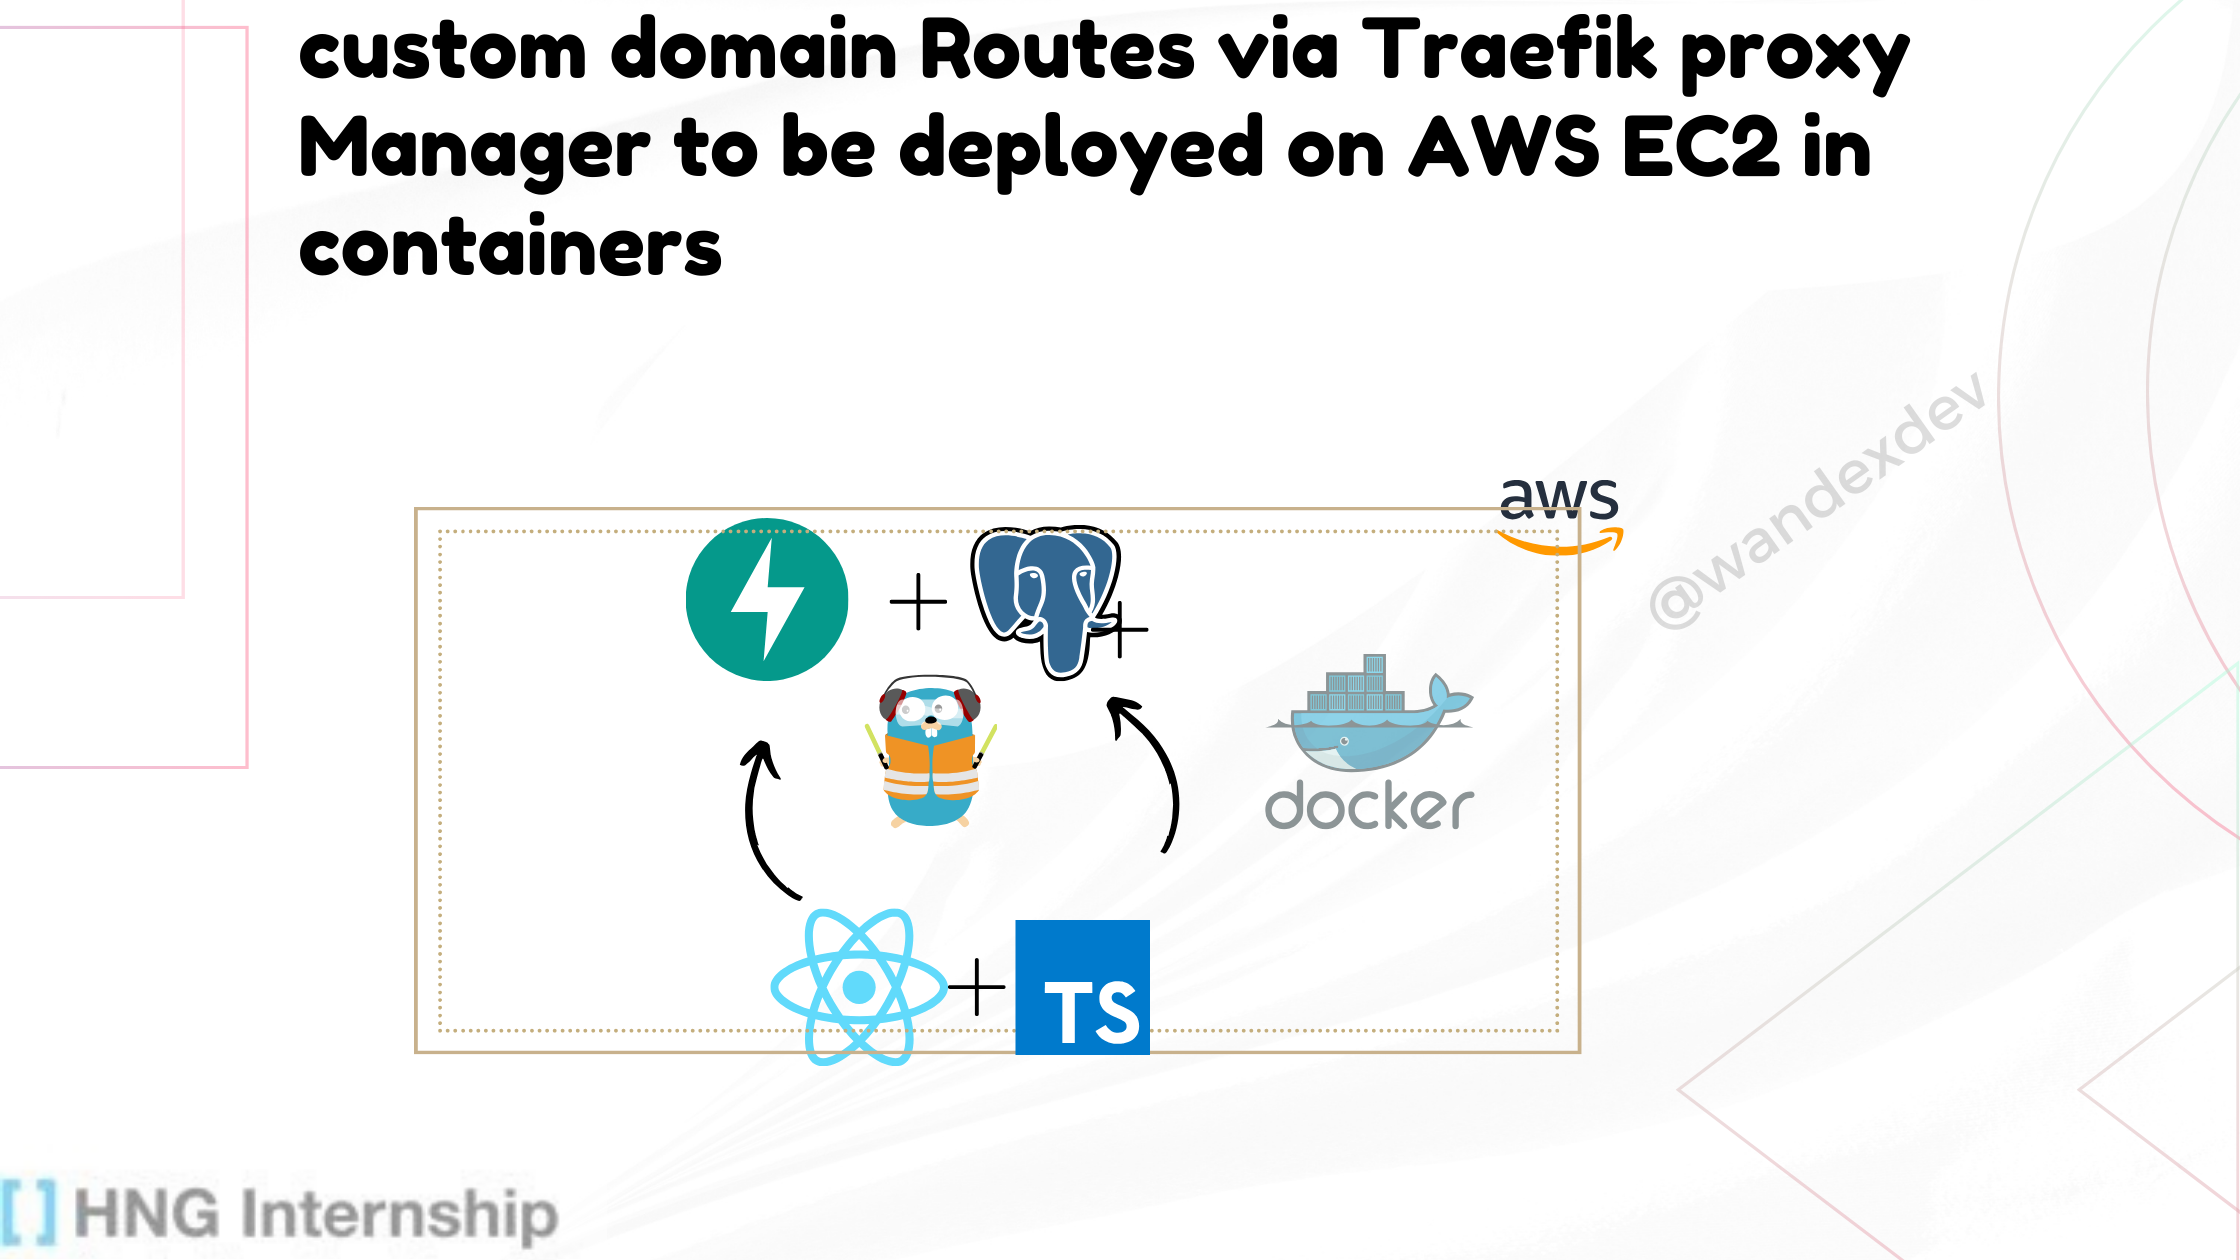 custom domain Routes via Traefik proxy
Manager to be deployed on AWS EC2 in
containers
aws
@wandexdev
docker
TS
[ ] HNG Internship